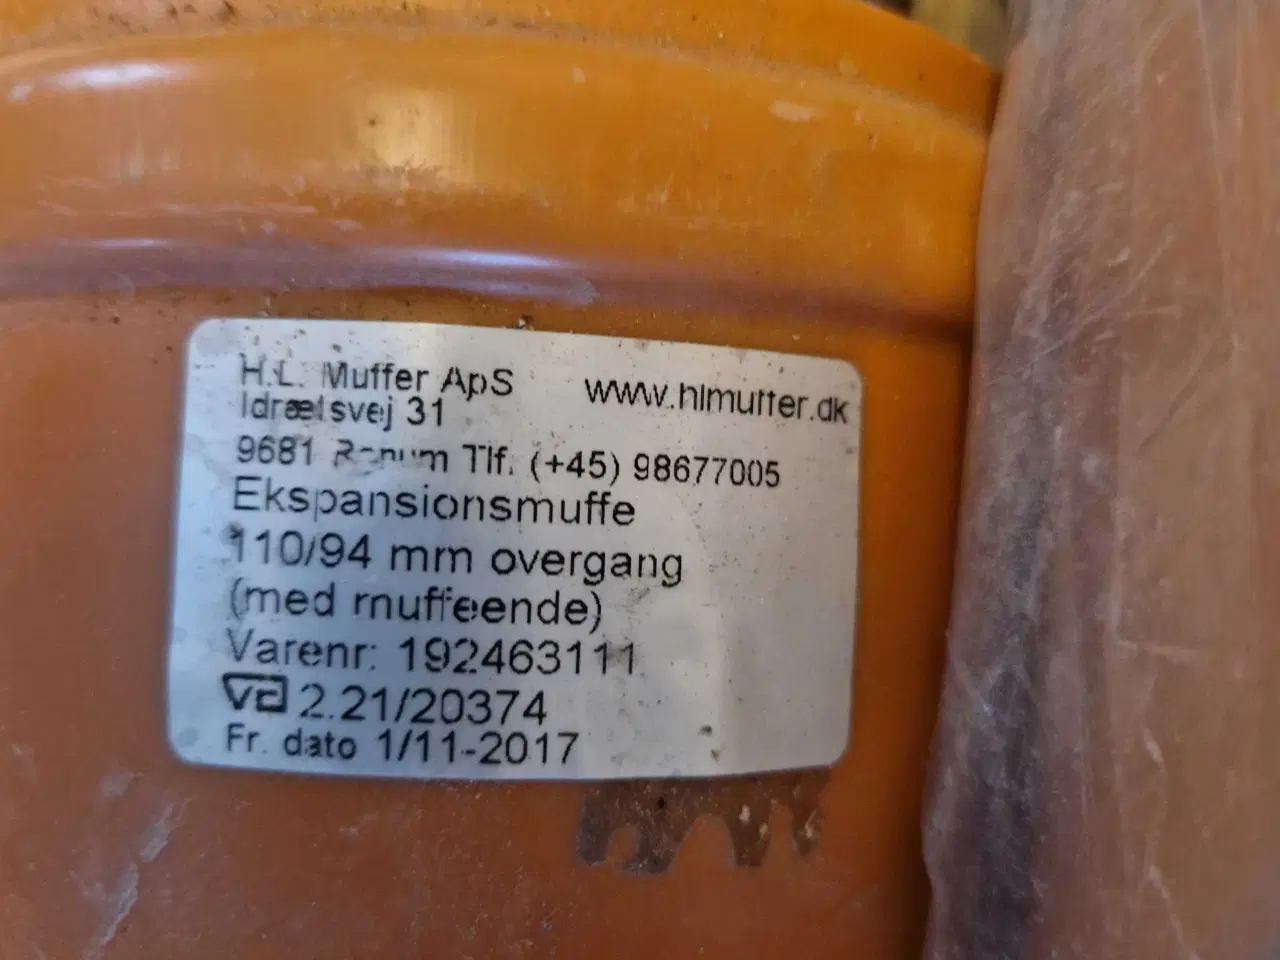 H.L. Muffer ApS www.hlmuffer.dk
Idrætsvej 31
9681 Ranum Tlf. (+45) 98677005
Ekspansionsmuffe
110/94 mm overgang
(med muffeende)
Varenr: 192463111
va 2.21/20374
Fr. dato 1/11-2017